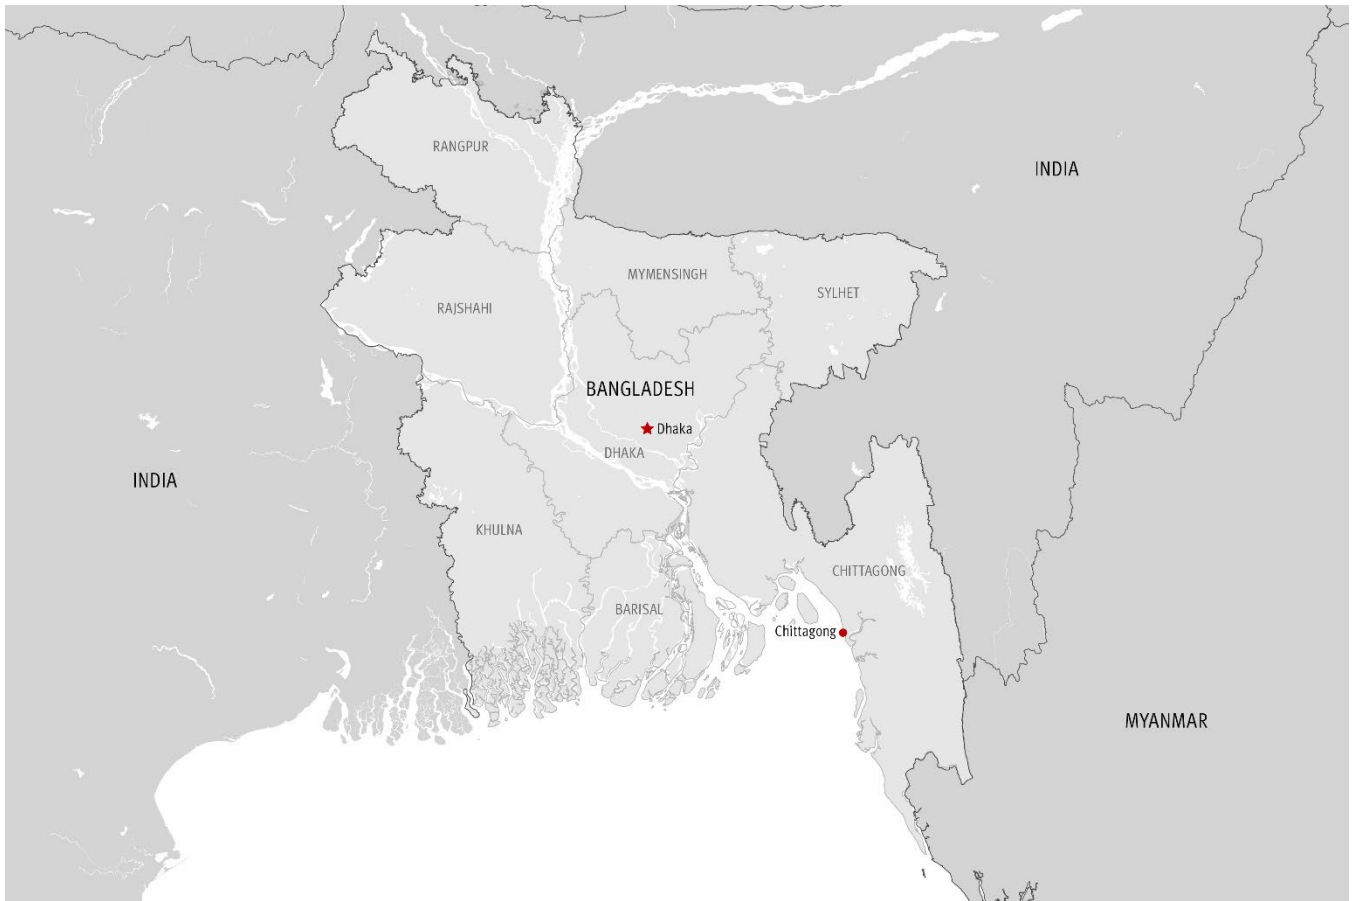 RANGPUR
INDIA
MYMENSINGH
SYLHET
RAJSHAHI
BANGLADESH
Dhaka
DHAKA
INDIA
KHULNA
CHITTAGONG
BARISAL
Chittagong
MYANMAR